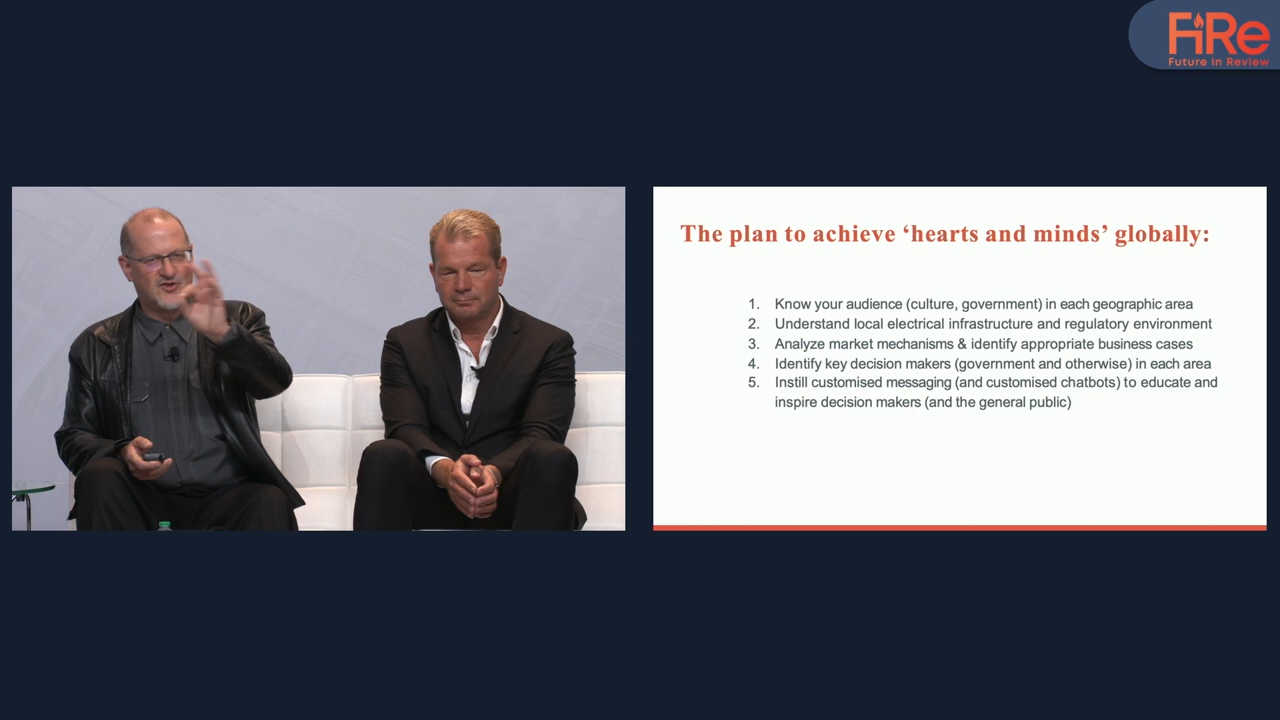 FiRe
Future in Review
The plan to achieve ‘hearts and minds’ globally:
1. Know your audience (culture, government) in each geographic area
2. Understand local electrical infrastructure and regulatory environment
3. Analyze market mechanisms & identify appropriate business cases
4. Identify key decision makers (government and otherwise) in each area
5. Instill customised messaging (and customised chatbots) to educate and
inspire decision makers (and the general public)